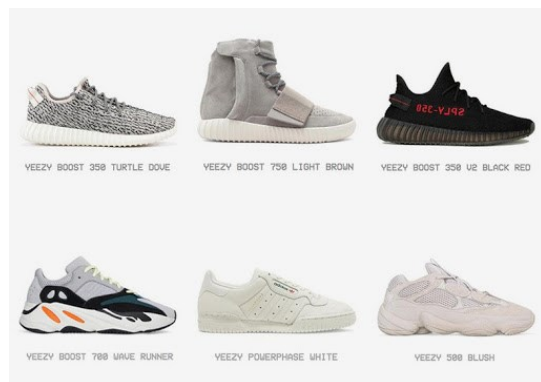 SPLY-350
YEEZY BOOST 350 TURTLE DOVE
YEEZY BOOST 750 LIGHT BROWN
YEEZY BOOST 350 V2 BLACK RED
YEEZY BOOST 700 WAVE RUNNER
YEEZY POWERPHASE WHITE
YEEZY 500 BLUSH